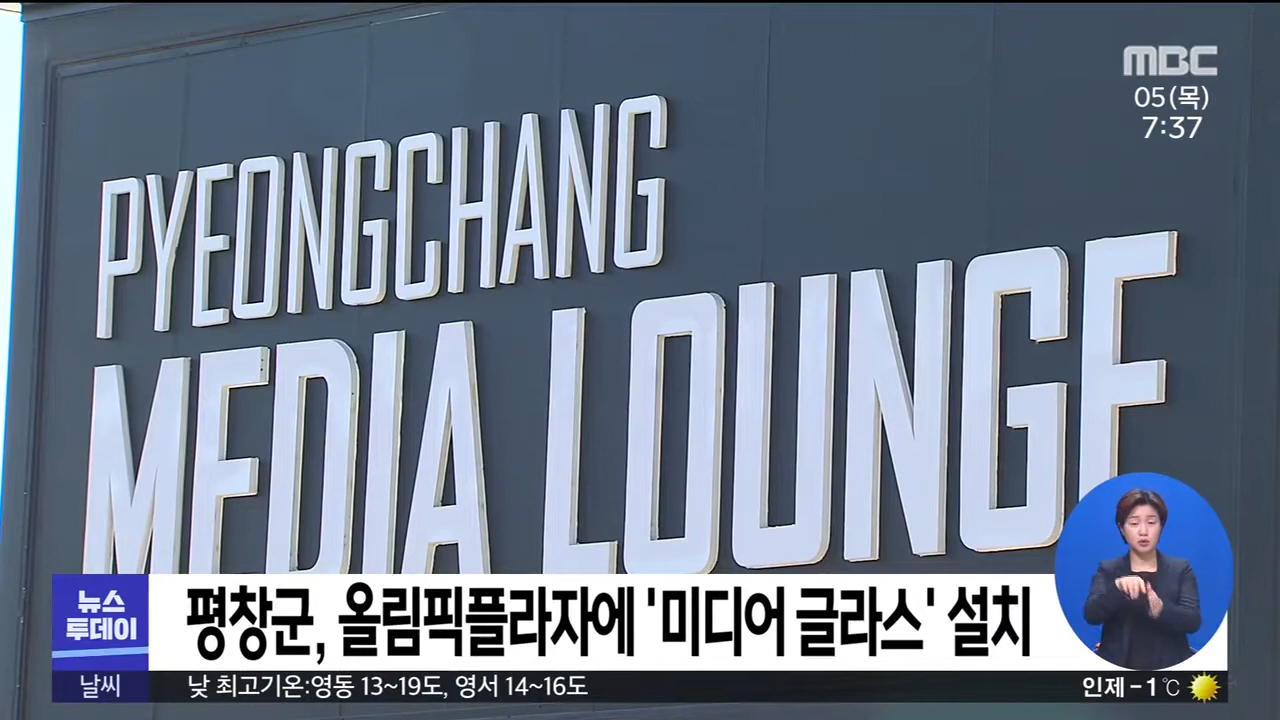 MBC
05(목)
7:37
PYEONGCHANG
MEDIA LOUNGE
뉴스
투데이
평창군, 올림픽플라자에 '미디어 글라스' 설치
날씨
낮 최고기온:영동 13~19도, 영서 14~16도
인제 -1℃